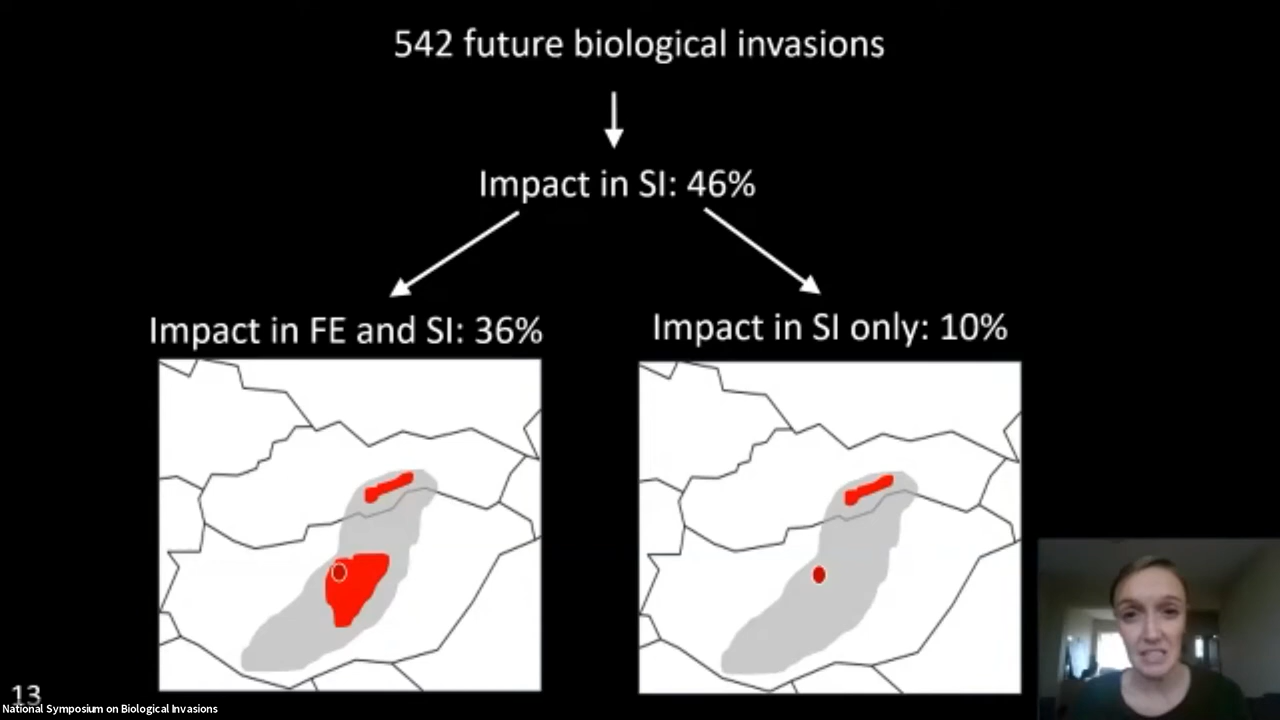 542 future biological invasions
Impact in SI: 46%
Impact in FE and SI: 36%
Impact in SI only: 10%
13
National Symposium on Biological Invasions